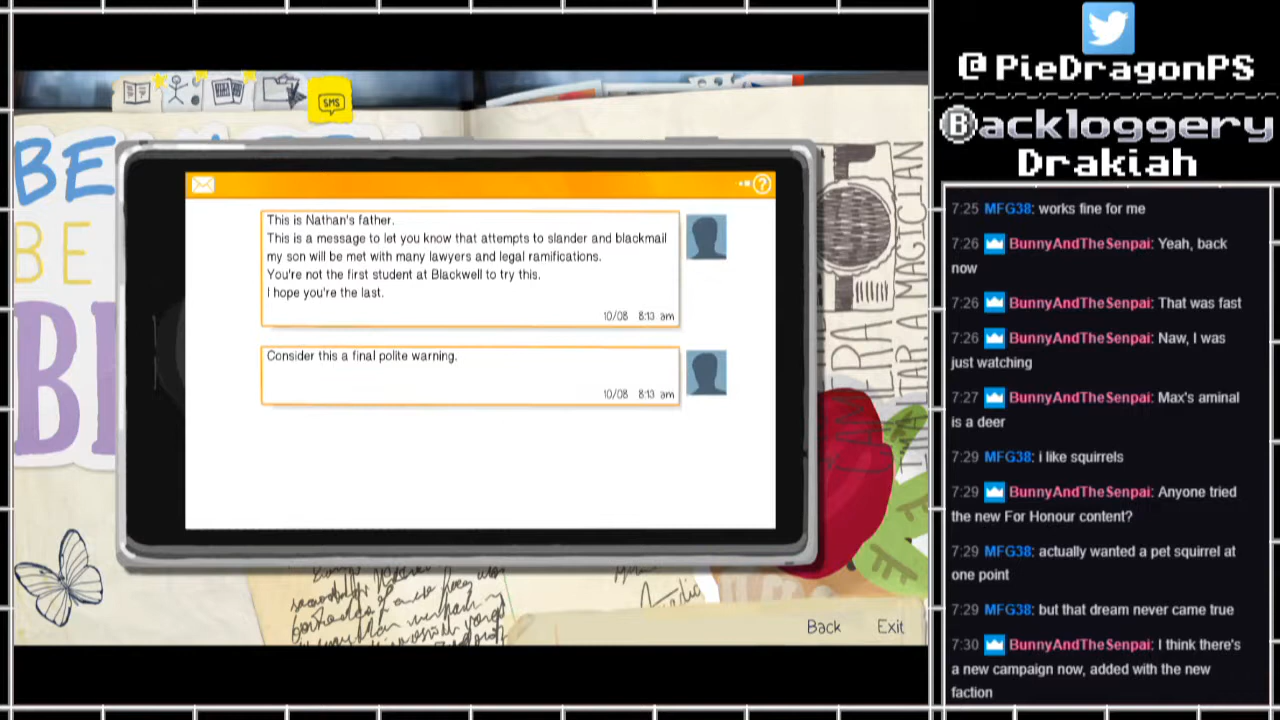 @PieDragonPS
Backloggery
Drakiah
SMS
This is Nathan's father.
This is a message to let you know that attempts to slander and blackmail
my son will be met with many lawyers and legal ramifications.
You're not the first student at Blackwell to try this.
I hope you're the last.
10/08 8:13 am
Consider this a final polite warning.
10/08 8:13 am
BE
BE
MAGICIAN
Back Exit
7:25 MFG38: works fine for me
7:26 BunnyAndTheSenpai: Yeah, back
now
7:26 BunnyAndTheSenpai: That was fast
7:26 BunnyAndTheSenpai: Naw, I was
just watching
7:27 BunnyAndTheSenpai: Max's aminal
is a deer
7:29 MFG38: i like squirrels
7:29 BunnyAndTheSenpai: Anyone tried
the new For Honour content?
7:29 MFG38: actually wanted a pet squirrel at
one point
7:29 MFG38: but that dream never came true
7:30 BunnyAndTheSenpai: I think there's
a new campaign now, added with the new
faction